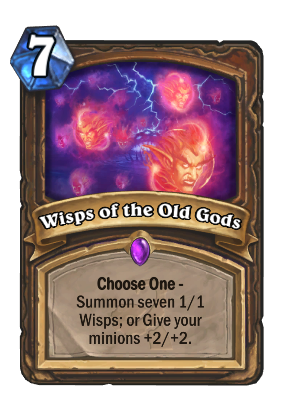 7
Wisps of the Old Gods
Choose One -
Summon seven 1/1
Wisps; or Give your
minions +2/+2.